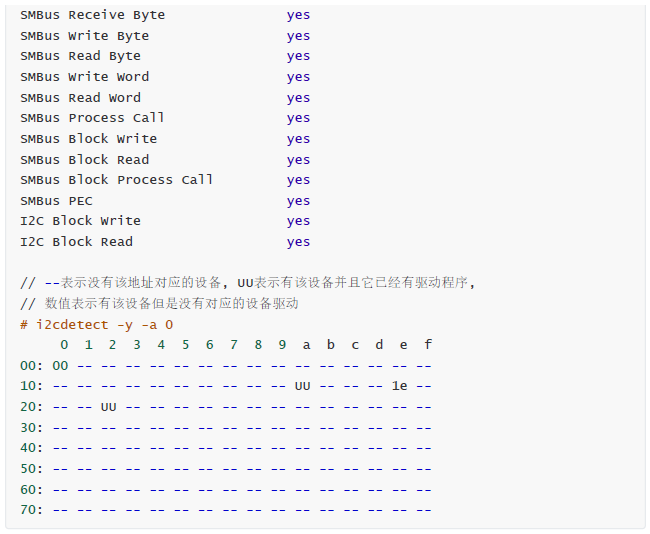 SMBus Receive Byte               yes
SMBus Write Byte                 yes
SMBus Read Byte                  yes
SMBus Write Word                 yes
SMBus Read Word                  yes
SMBus Process Call               yes
SMBus Block Write                yes
SMBus Block Read                 yes
SMBus Block Process Call         yes
SMBus PEC                        yes
I2C Block Write                  yes
I2C Block Read                   yes
// --表示没有该地址对应的设备, UU表示有该设备并且它已经有驱动程序,
// 数值表示有该设备但是没有对应的设备驱动
# i2cdetect -y -a 0
     0  1  2  3  4  5  6  7  8  9  a  b  c  d  e  f
00: 00 -- -- -- -- -- -- -- -- -- -- -- -- -- -- --
10: -- -- -- -- -- -- -- -- -- -- UU -- -- -- 1e --
20: -- -- UU -- -- -- -- -- -- -- -- -- -- -- -- --
30: -- -- -- -- -- -- -- -- -- -- -- -- -- -- -- --
40: -- -- -- -- -- -- -- -- -- -- -- -- -- -- -- --
50: -- -- -- -- -- -- -- -- -- -- -- -- -- -- -- --
60: -- -- -- -- -- -- -- -- -- -- -- -- -- -- -- --
70: -- -- -- -- -- -- -- -- -- -- -- -- -- -- -- --